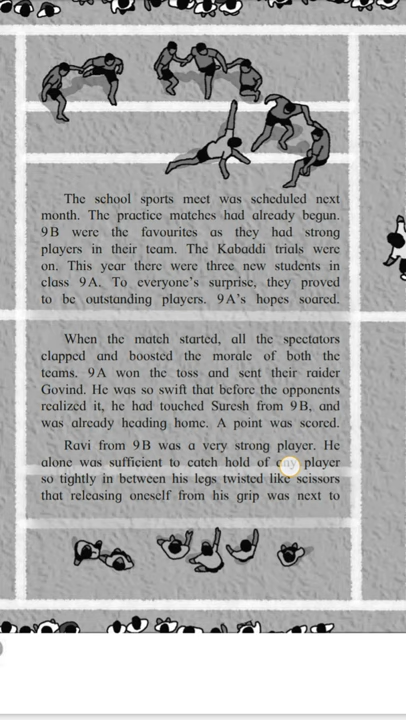 The school sports meet was scheduled next
month. The practice matches had already begun.
9B were the favourites as they had strong
players in their team. The Kabaddi trials were
on. This year there were three new students in
class 9A. To everyone's surprise, they proved
to be outstanding players. 9A's hopes soared.
When the match started, all the spectators
clapped and boosted the morale of both the
teams. 9A won the toss and sent their raider
Govind. He was so swift that before the opponents
realized it, he had touched Suresh from 9B, and
was already heading home. A point was scored.
Ravi from 9B was a very strong player. He
alone was sufficient to catch hold of any player
so tightly in between his legs twisted like scissors
that releasing oneself from his grip was next to